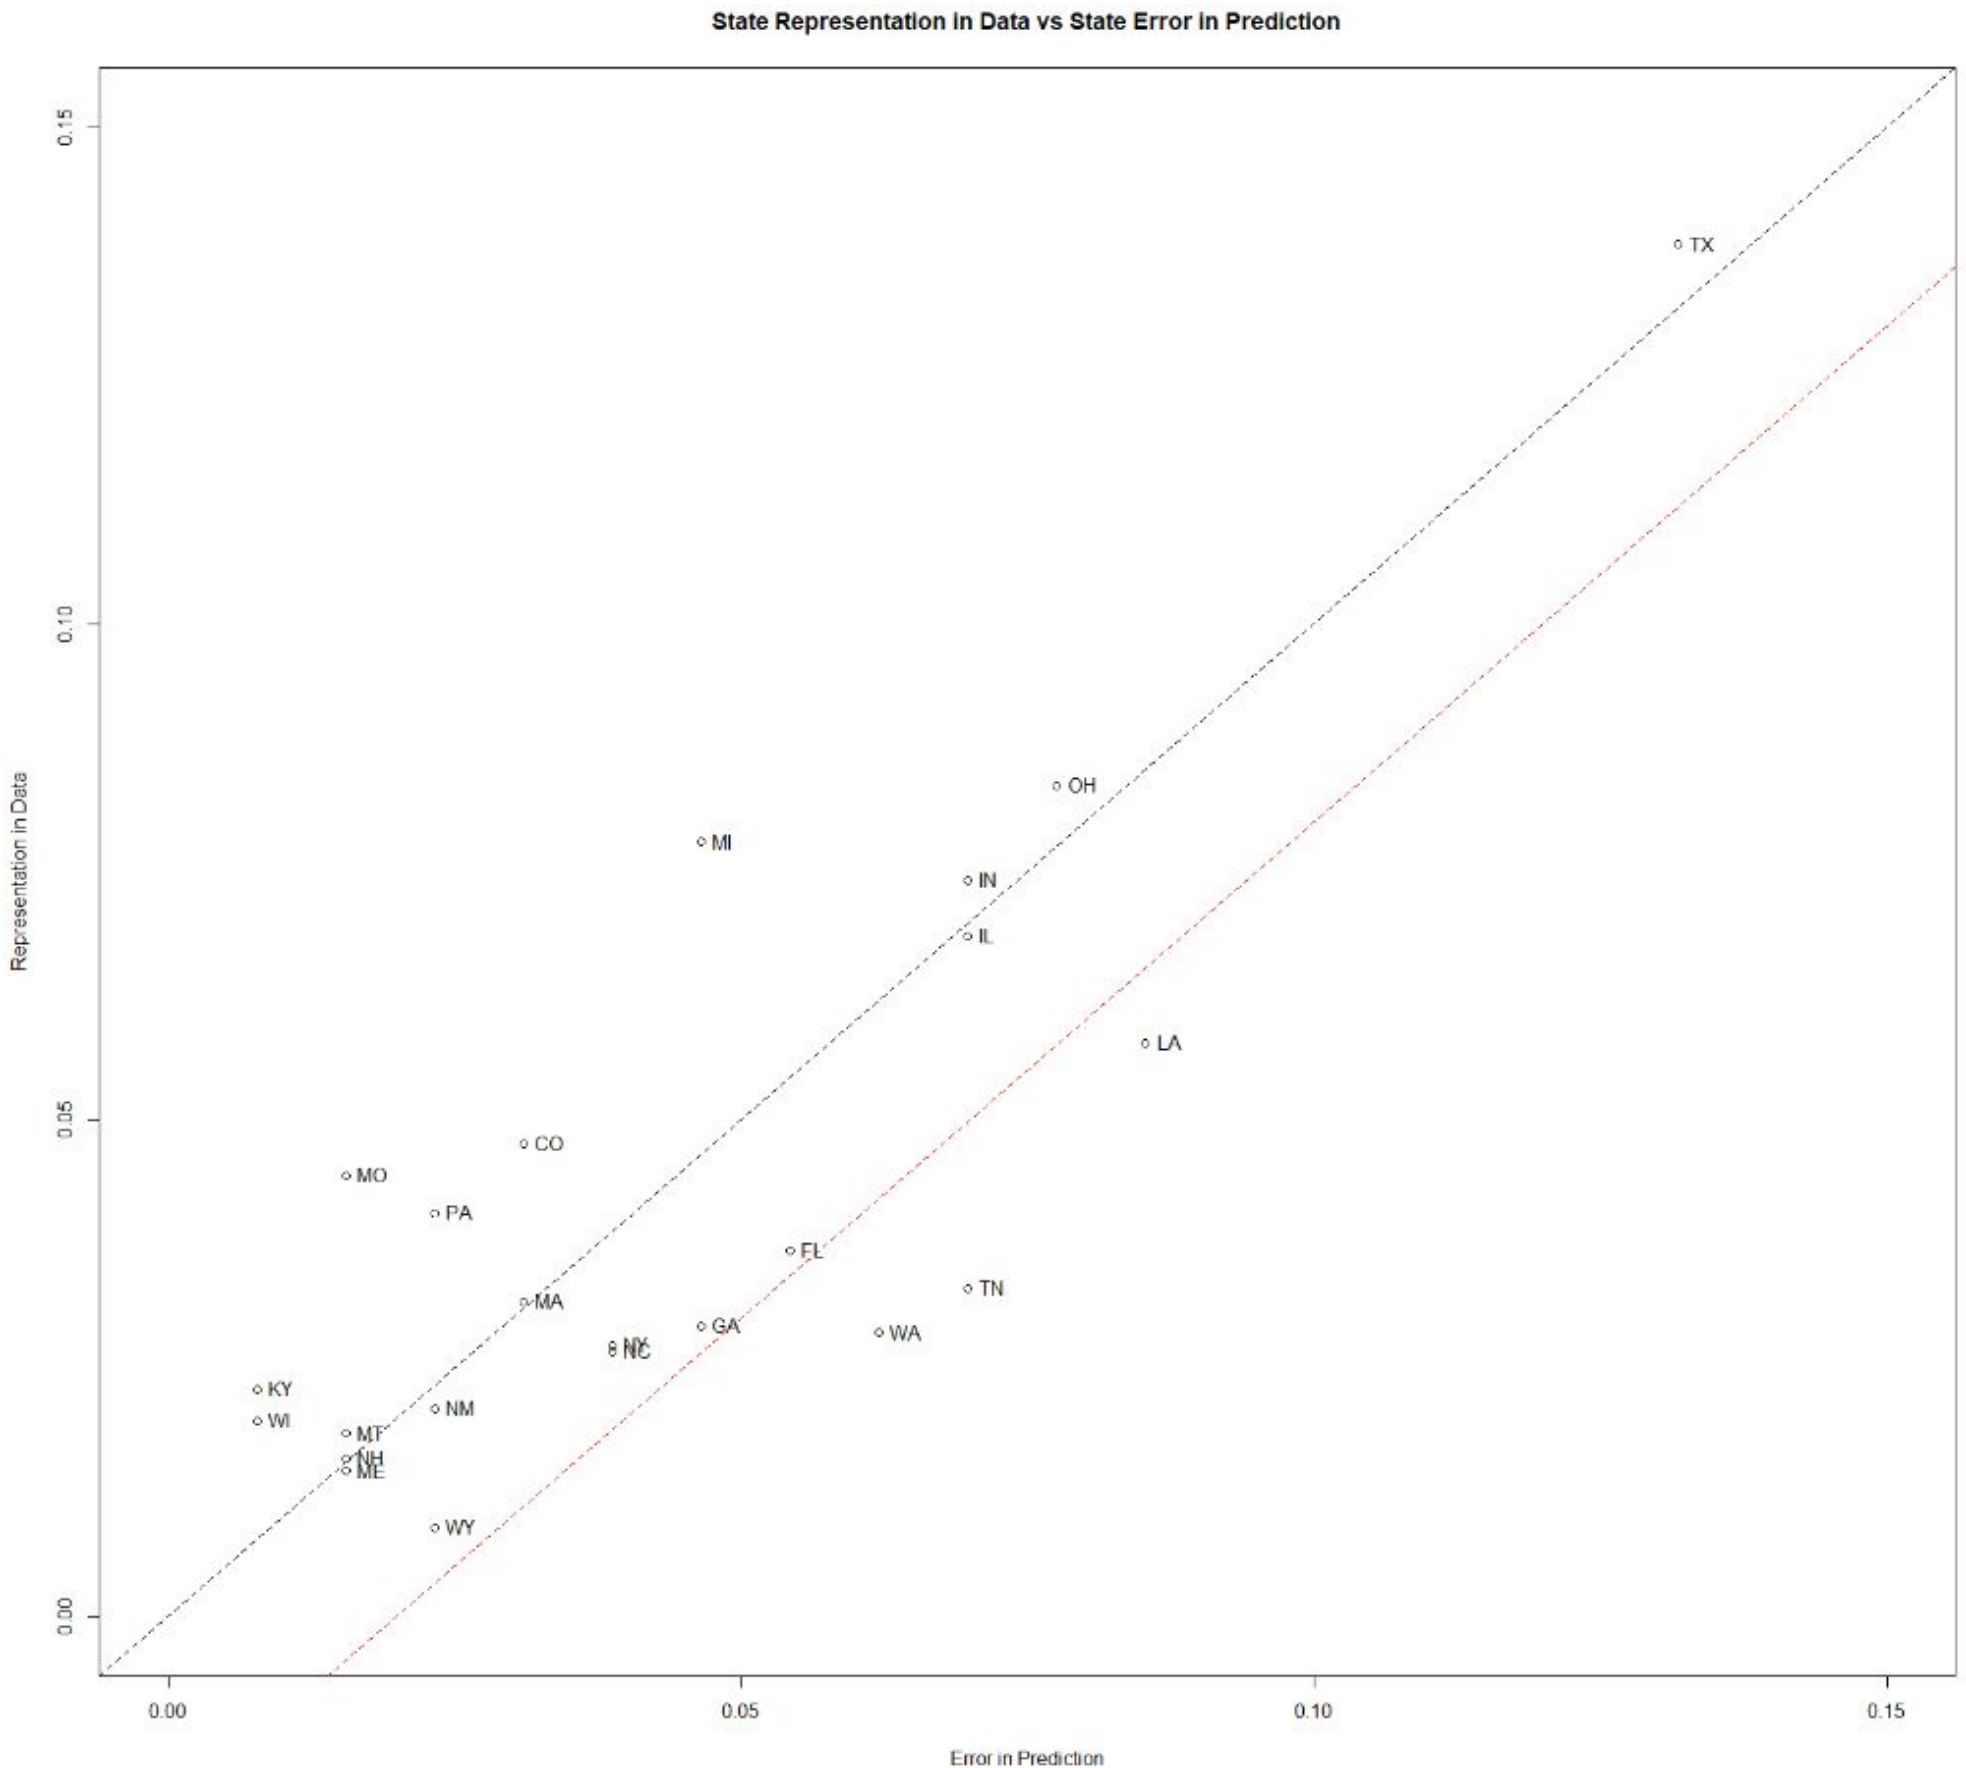 State Representation in Data vs State Error in Prediction
0.15
TX
0.10
OH
MI
IN
IL
Representation in Data
LA
0.05
CO
MO
PA
FL
TN
MA
GA
WA
NY
NC
KY
NM
WI
MT
NH
ME
WY
0.00
0.00 0.05 0.10 0.15
Error in Prediction